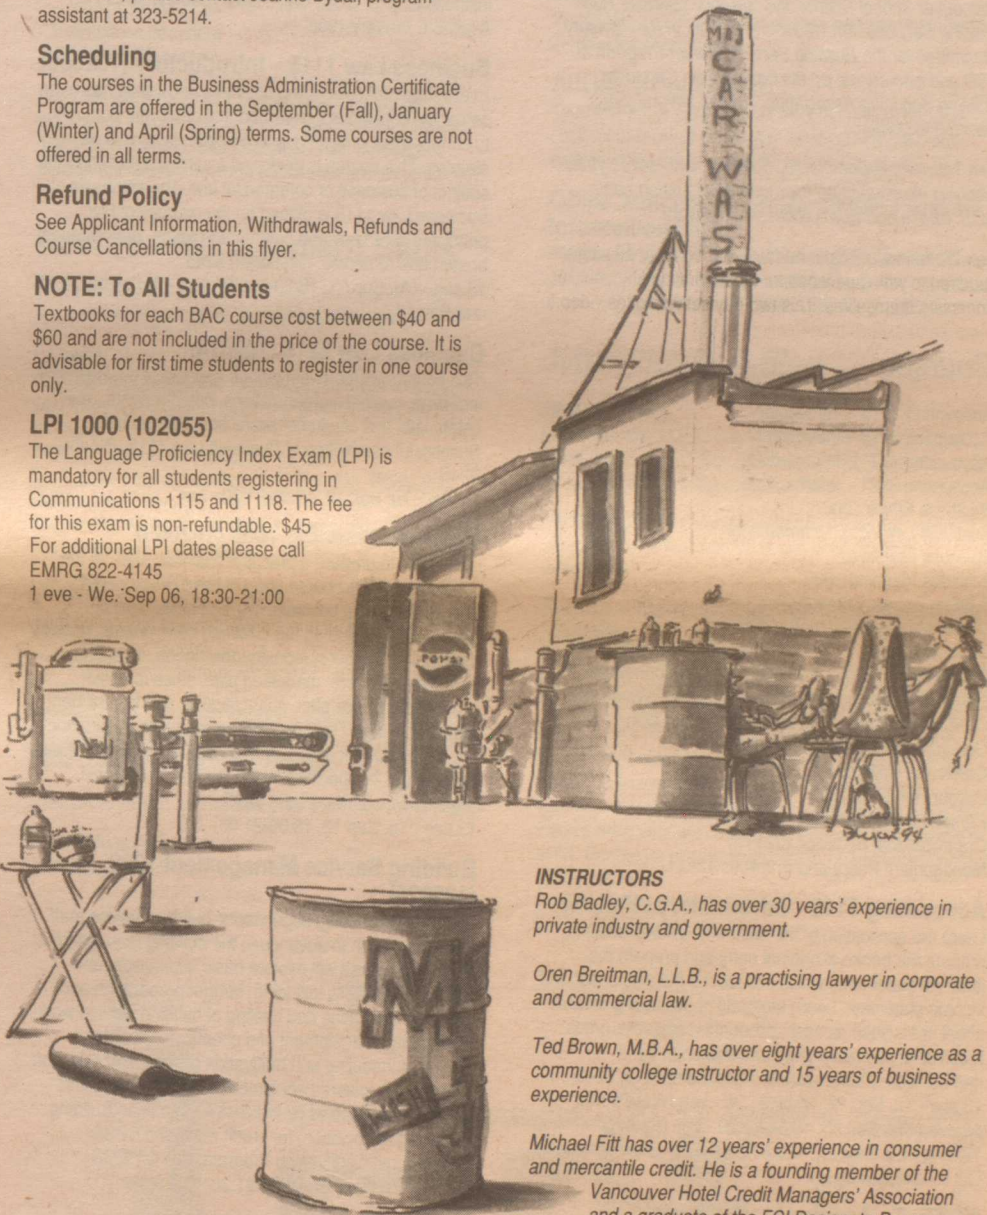 assistant at 323-5214.
Scheduling
The courses in the Business Administration Certificate
Program are offered in the September (Fall), January
(Winter) and April (Spring) terms. Some courses are not
offered in all terms.
Refund Policy
See Applicant Information, Withdrawals, Refunds and
Course Cancellations in this flyer.
NOTE: To All Students
Textbooks for each BAC course cost between $40 and
$60 and are not included in the price of the course. It is
advisable for first time students to register in one course
only.
LPI 1000 (102055)
The Language Proficiency Index Exam (LPI) is
mandatory for all students registering in
Communications 1115 and 1118. The fee
for this exam is non-refundable. $45
For additional LPI dates please call
EMRG 822-4145
1 eve - We. Sep 06, 18:30-21:00
M&J
CAR WAS
INSTRUCTORS
Rob Badley, C.G.A., has over 30 years' experience in
private industry and government.
Oren Breitman, L.L.B., is a practising lawyer in corporate
and commercial law.
Ted Brown, M.B.A., has over eight years' experience as a
community college instructor and 15 years of business
experience.
Michael Fitt has over 12 years' experience in consumer
and mercantile credit. He is a founding member of the
Vancouver Hotel Credit Managers' Association